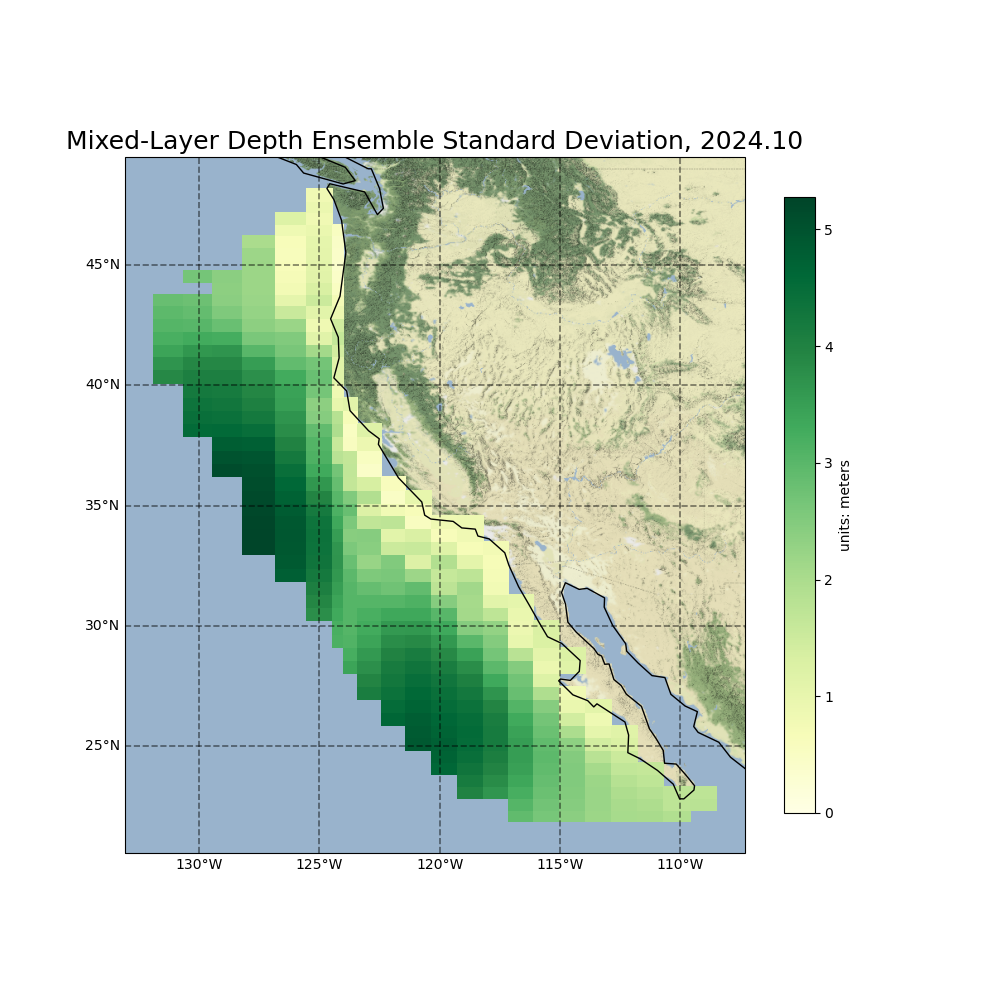 Mixed-Layer Depth Ensemble Standard Deviation, 2024.10
45°N
40°N
35°N
30°N
25°N
130°W
125°W
120°W
115°W
110°W
5
4
3
2
1
0
units: meters